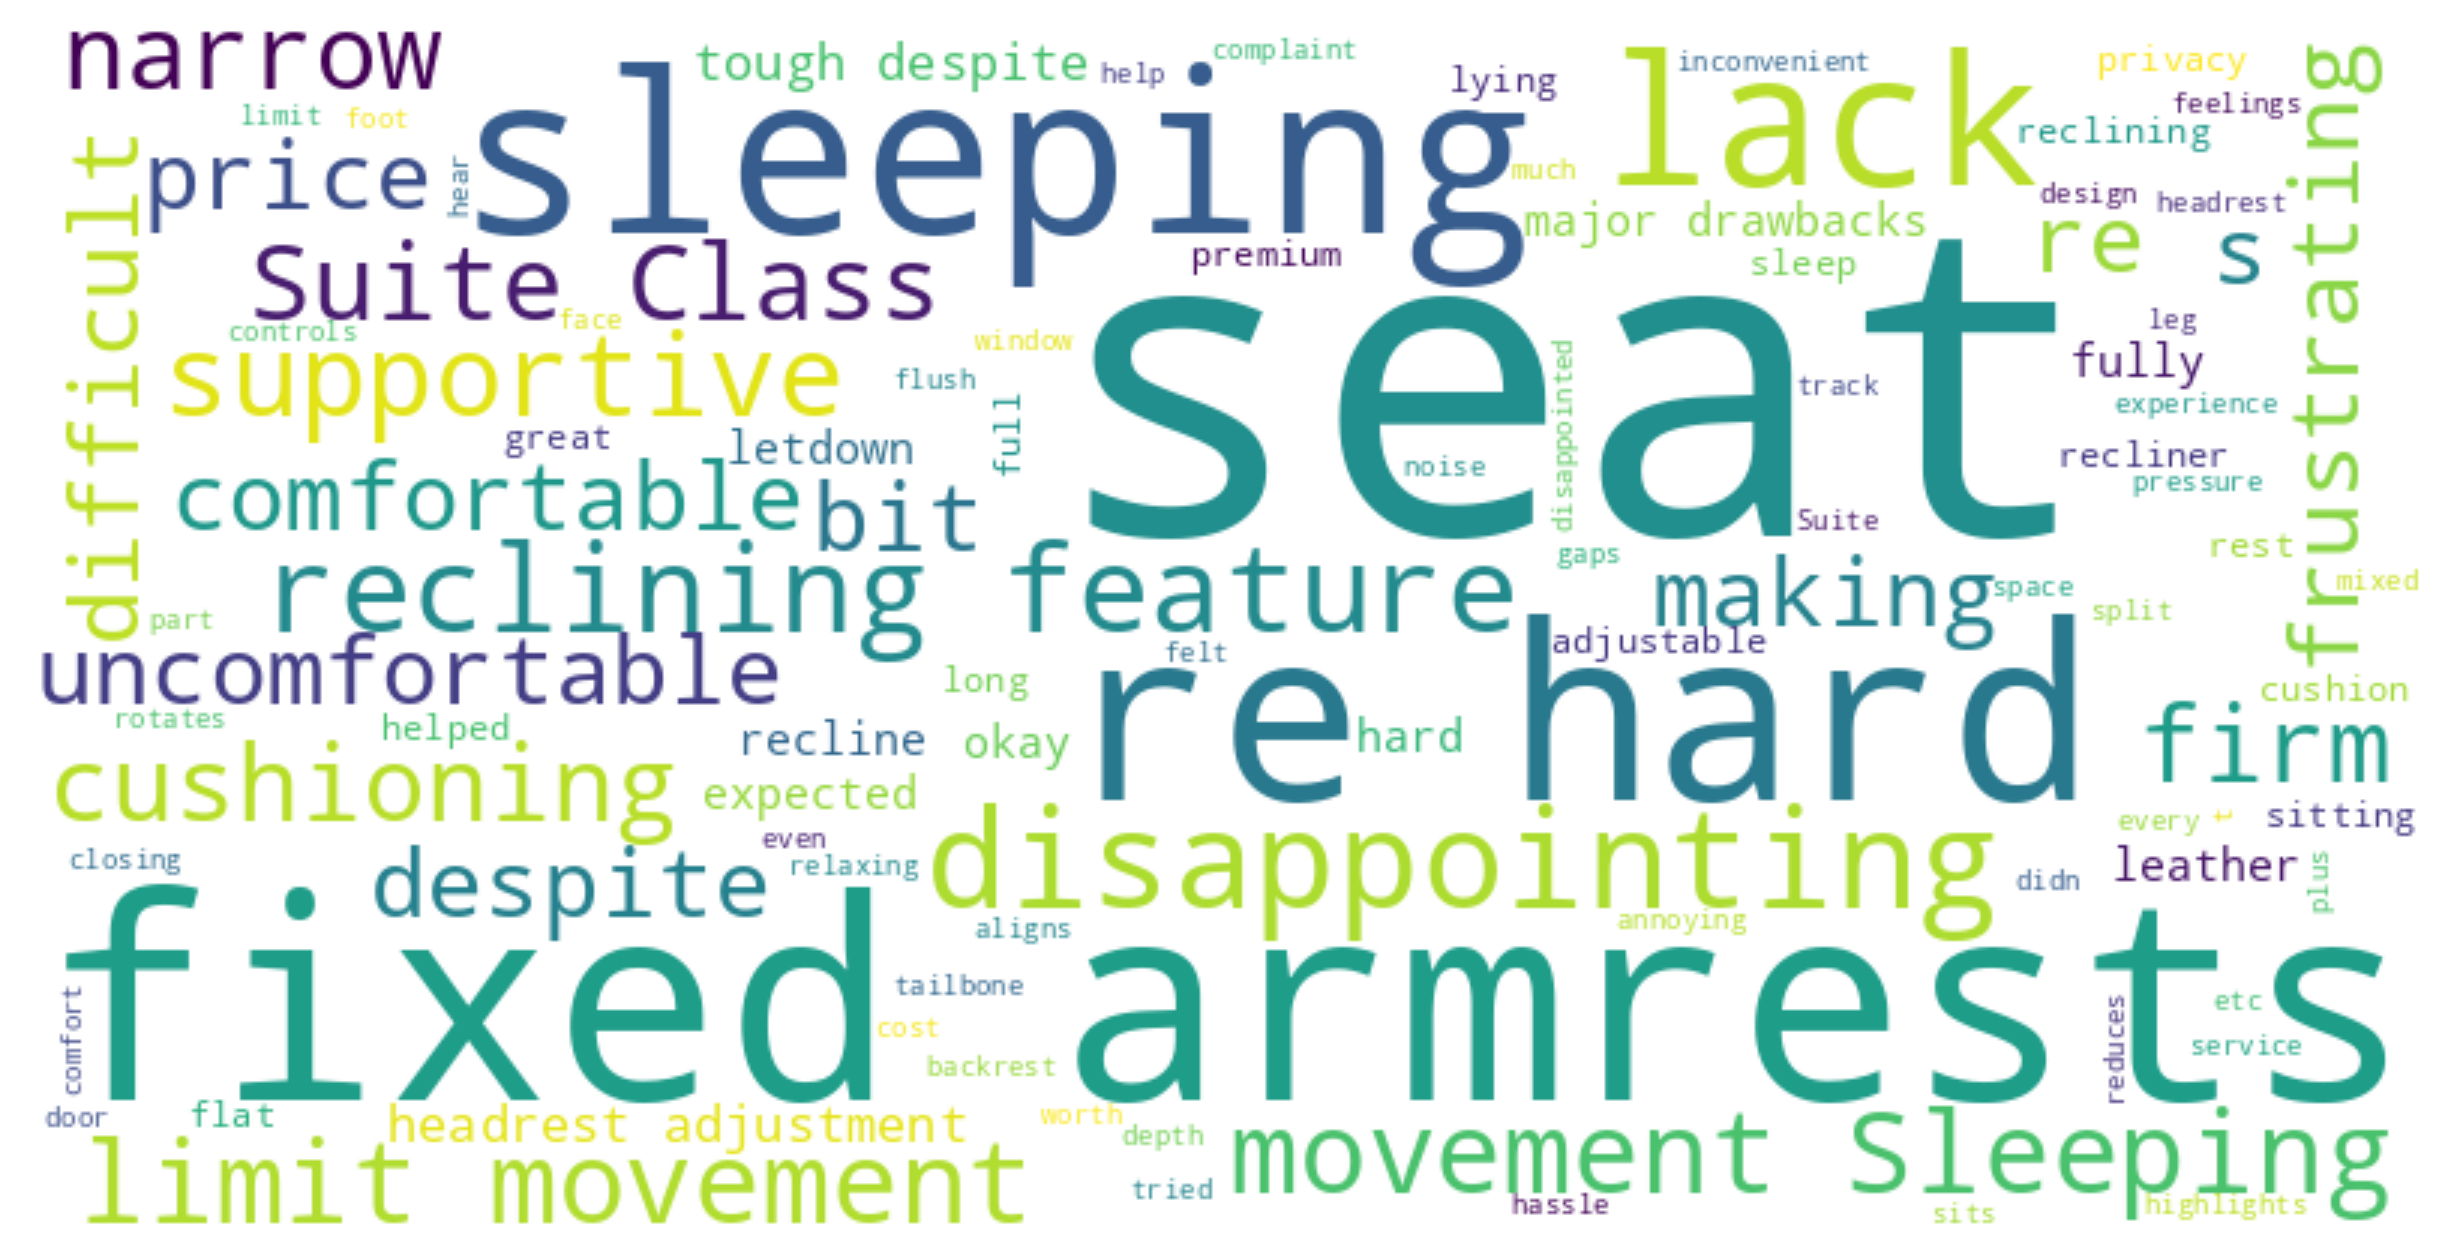 narrow
tough despite
help
complaint
lying
inconvenient
privacy
feelings
limit
foot
sleeping
lack
reclining
price
hear
much
design
headrest
difficult
major drawbacks
re
s
frustrating
Suite Class
premium
sleep
controls
face
window
seat
leg
supportive
flush
full
disappointed
track
fully
experience
great
letdown
noise
recliner
pressure
comfortable
bit
Suite
rest
reclining feature
gaps
making
space
mixed
part
split
uncomfortable
felt
adjustable
long
re hard
cushion
rotates
helped
recline
okay
hard
firm
cushioning
expected
every
↵
sitting
even
disappointing
closing
despite
relaxing
didn
leather
plus
aligns
annoying
fixed armrests
comfort
tailbone
cost
reduces
etc
service
backrest
door
flat
headrest adjustment
worth
depth
limit movement
movement Sleeping
tried
hassle
sits
highlights